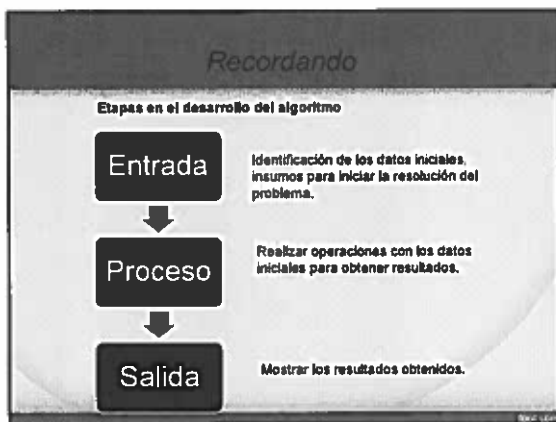 Recordando
Etapas en el desarrollo del algoritmo
Entrada
Identificación de los datos iniciales,
insumos para iniciar la resolución del
problema.
Proceso
Realizar operaciones con los datos
iniciales para obtener resultados.
Salida
Mostrar los resultados obtenidos.